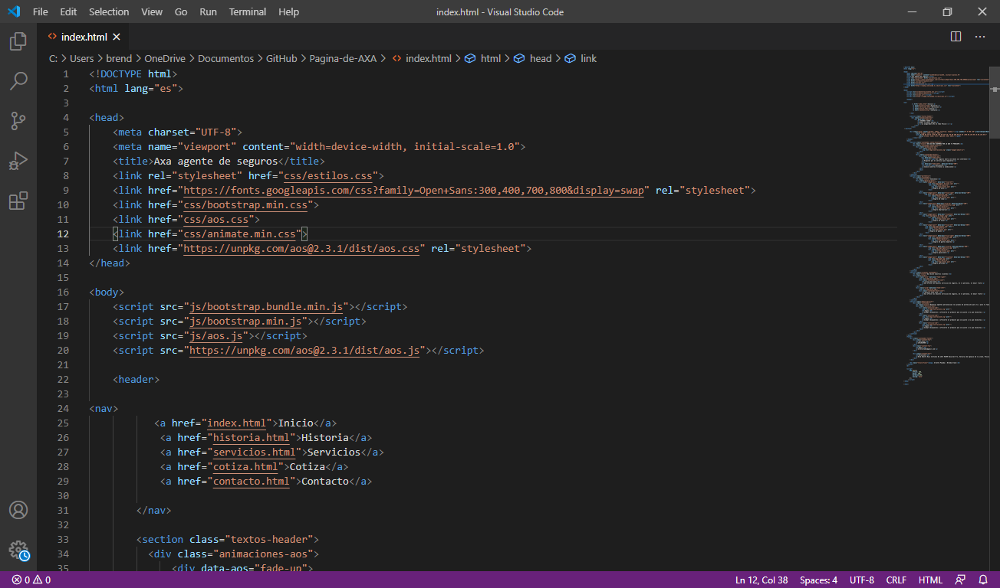 File Edit Selection View Go Run Terminal Help
index.html - Visual Studio Code
index.html
C: > Users > brend > OneDrive > Documentos > GitHub > Pagina-de-AXA > index.html > html > head > link
1 <!DOCTYPE html>
2 <html lang="es">
3
4 <head>
5 <meta charset="UTF-8">
6 <meta name="viewport" content="width=device-width, initial-scale=1.0">
7 <title>Axa agente de seguros</title>
8 <link rel="stylesheet" href="css/estilos.css">
9 <link href="https://fonts.googleapis.com/css?family=Open+Sans:300,400,700,800&display=swap" rel="stylesheet">
10 <link href="css/bootstrap.min.css">
11 <link href="css/aos.css">
12 <link href="css/animate.min.css">
13 <link href="https://unpkg.com/aos@2.3.1/dist/aos.css" rel="stylesheet">
14 </head>
15
16 <body>
17 <script src="js/bootstrap.bundle.min.js"></script>
18 <script src="js/bootstrap.min.js"></script>
19 <script src="js/aos.js"></script>
20 <script src="https://unpkg.com/aos@2.3.1/dist/aos.js"></script>
21
22 <header>
23
24 <nav>
25 <a href="index.html">Inicio</a>
26 <a href="historia.html">Historia</a>
27 <a href="servicios.html">Servicios</a>
28 <a href="cotiza.html">Cotiza</a>
29 <a href="contacto.html">Contacto</a>
30
31 </nav>
32
33 <section class="textos-header">
34 <div class="animaciones-aos">
35 <div data-aos="fade-up">
0 0 Ln 12, Col 38 Spaces: 4 UTF-8 CRLF HTML